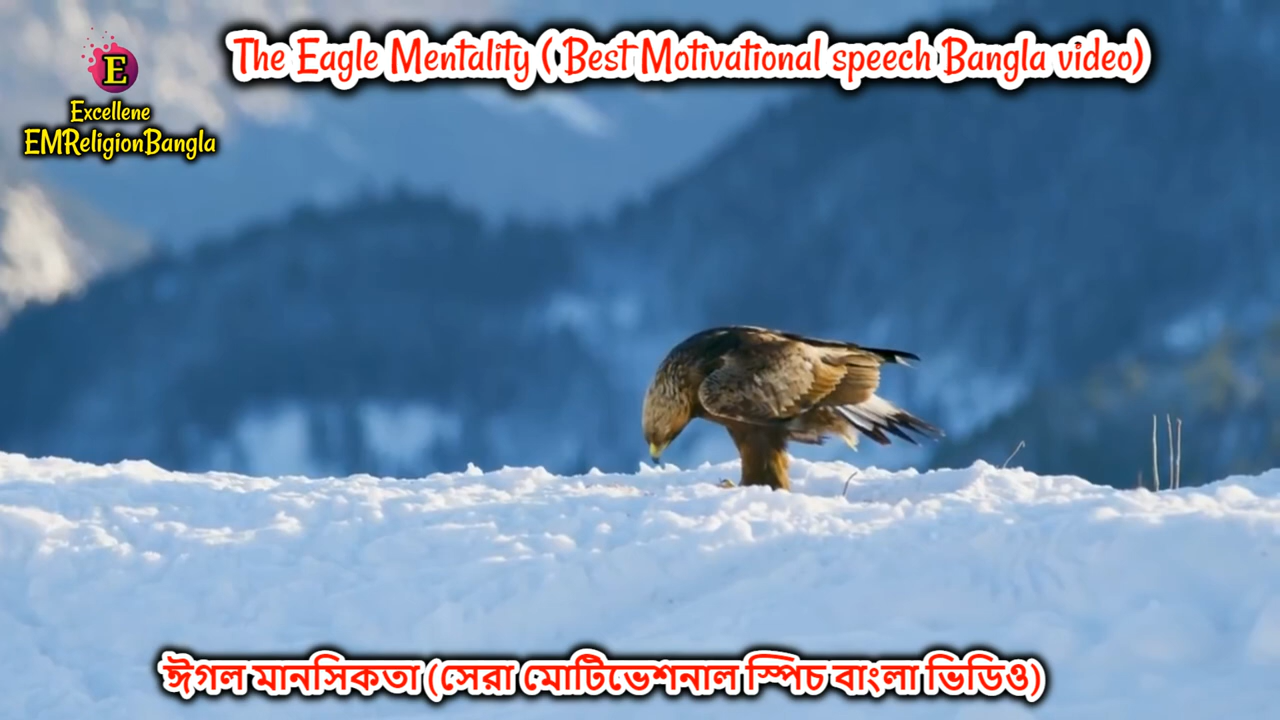 The Eagle Mentality ( Best Motivational speech Bangla video)
E
Excellene
EMReligionBangla
ঈগল মানসিকতা (সেরা মোটিভেশনাল স্পিচ বাংলা ভিডিও)